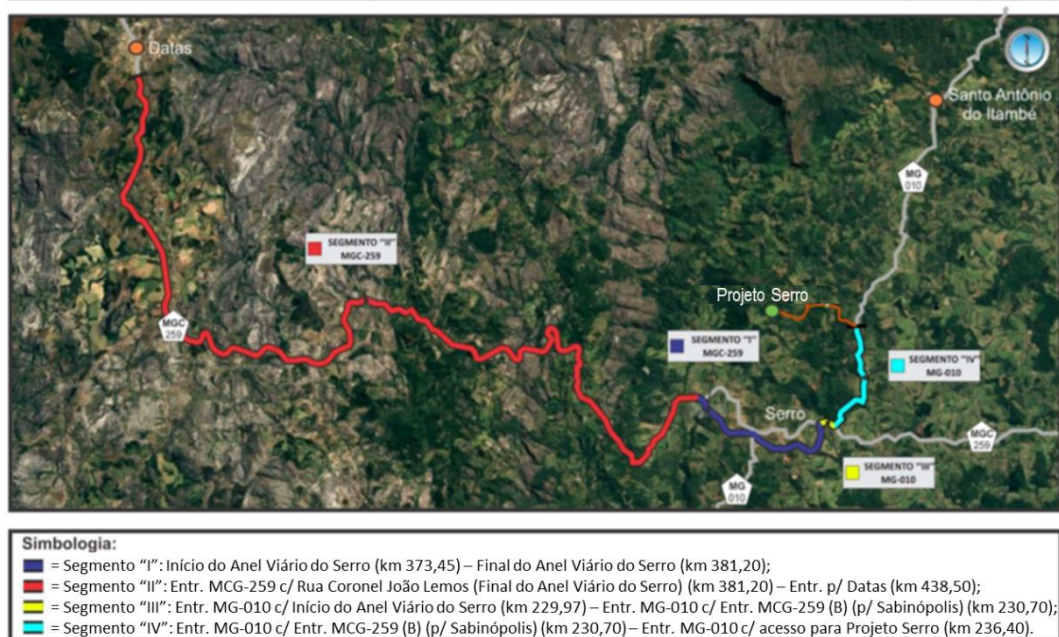 Datas
Santo Antônio
do Itambé
MG
010
SEGMENTO "II"
MGC-259
Projeto Serro
MGC
259
SEGMENTO "I"
MGC-259
SEGMENTO "IV"
MG-010
Serro
MGC
259
SEGMENTO "III"
MG-010
MG
010
Simbologia:
= Segmento “I”: Início do Anel Viário do Serro (km 373,45) – Final do Anel Viário do Serro (km 381,20);
= Segmento “II”: Entr. MCG-259 c/ Rua Coronel João Lemos (Final do Anel Viário do Serro) (km 381,20) – Entr. p/ Datas (km 438,50);
= Segmento “III”: Entr. MG-010 c/ Início do Anel Viário do Serro (km 229,97) – Entr. MG-010 c/ Entr. MCG-259 (B) (p/ Sabinópolis) (km 230,70);
= Segmento “IV”: Entr. MG-010 c/ Entr. MCG-259 (B) (p/ Sabinópolis) (km 230,70) – Entr. MG-010 c/ acesso para Projeto Serro (km 236,40).